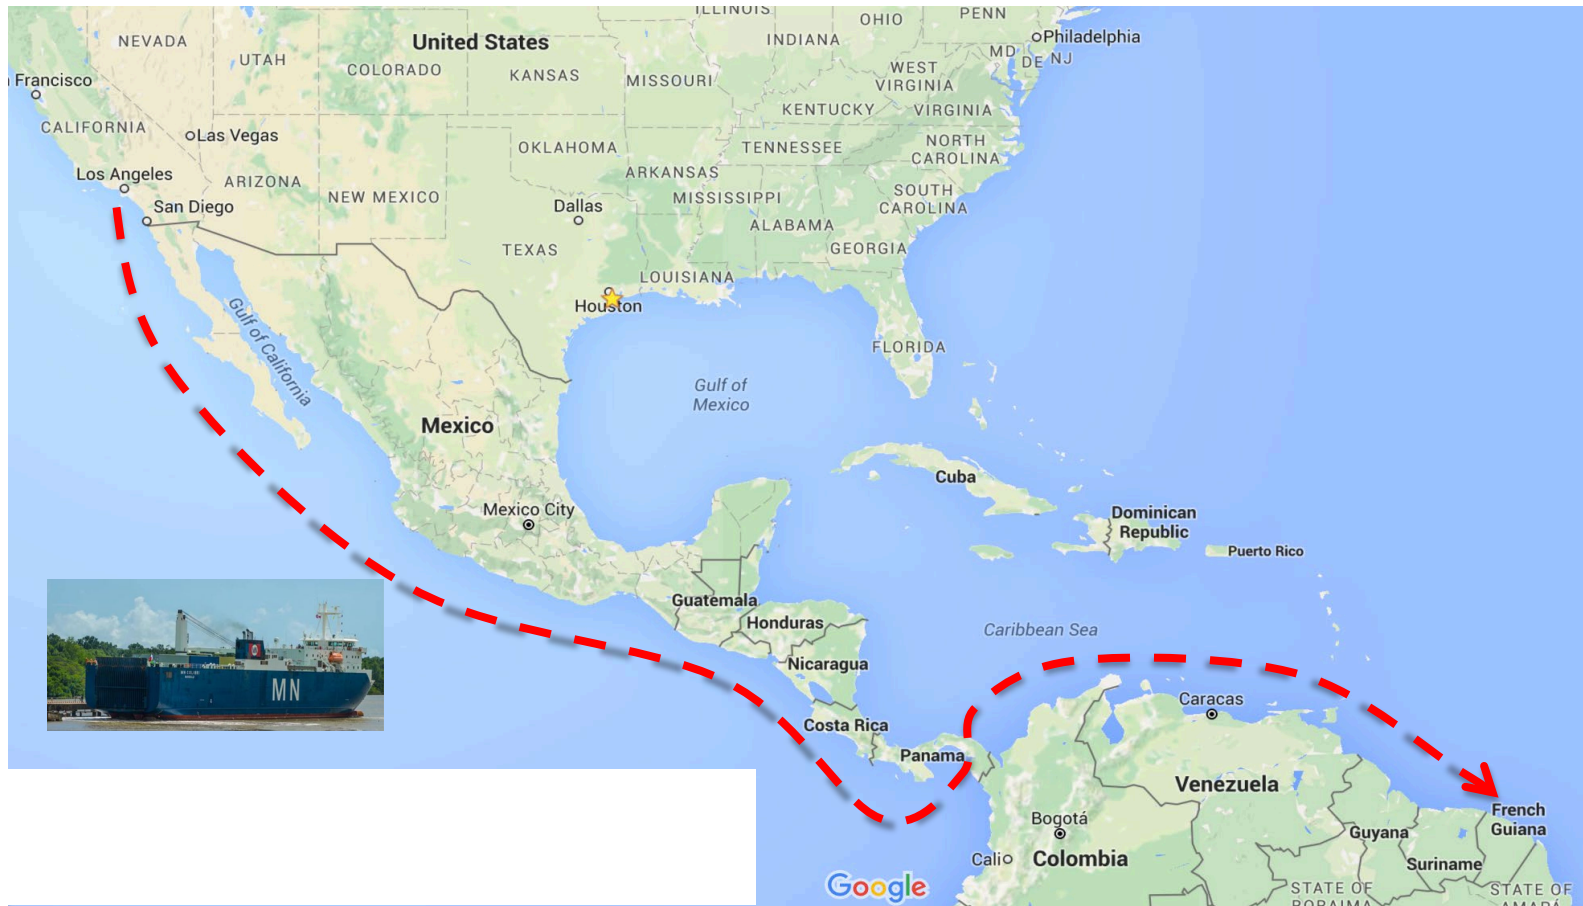 ILLINOIS
OHIO
PENN
NEVADA
United States
INDIANA
Philadelphia
UTAH
COLORADO
KANSAS
MISSOURI
WEST
VIRGINIA
MD
DE NJ
Francisco
KENTUCKY
VIRGINIA
CALIFORNIA
Las Vegas
OKLAHOMA
TENNESSEE
NORTH
CAROLINA
Los Angeles
ARIZONA
NEW MEXICO
ARKANSAS
MISSISSIPPI
SOUTH
CAROLINA
San Diego
Dallas
ALABAMA
TEXAS
GEORGIA
LOUISIANA
Houston
Gulf of California
FLORIDA
Gulf of
Mexico
Mexico
Cuba
Mexico City
Dominican
Republic
Puerto Rico
Guatemala
Honduras
Caribbean Sea
Nicaragua
MN
Caracas
Costa Rica
Panama
Venezuela
French
Guiana
Bogotá
Guyana
Cali
Colombia
Suriname
Google
STATE OF
RORAIMA
STATE OF
AMAPÁ